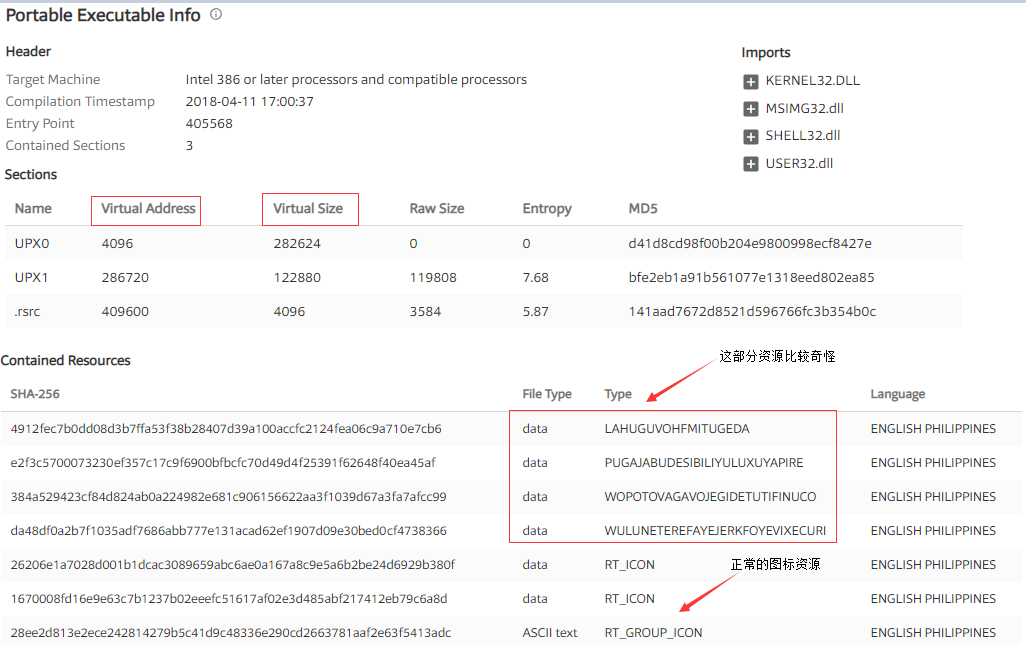 Portable Executable Info
Header
Target Machine Intel 386 or later processors and compatible processors
Compilation Timestamp 2018-04-11 17:00:37
Entry Point 405568
Contained Sections 3
Imports
KERNEL32.DLL
MSIMG32.dll
SHELL32.dll
USER32.dll
Sections
Name Virtual Address Virtual Size Raw Size Entropy MD5
UPX0 4096 282624 0 0 d41d8cd98f00b204e9800998ecf8427e
UPX1 286720 122880 119808 7.68 bfe2eb1a91b561077e1318eed802ea85
.rsrc 409600 4096 3584 5.87 141aad7672d8521d596766fc3b354b0c
Contained Resources
这部分资源比较奇怪
SHA-256 File Type Type Language
4912fec7b0dd08d3b7ffa53f38b28407d39a100accfc2124fea06c9a710e7cb6 data LAHUGUVOHFMITUGEDA ENGLISH PHILIPPINES
e2f3c5700073230ef357c17c9f6900bfbcfc70d49d4f25391f62648f40ea45af data PUGAJABUDESIBILIYULUXUYAPIRE ENGLISH PHILIPPINES
384a529423cf84d824ab0a224982e681c906156622aa3f1039d67a3fa7afcc99 data WOPOTOVAGAVOJEGIDETUTIFINUCO ENGLISH PHILIPPINES
da48df0a2b7f1035adf7686abb777e131acad62ef1907d09e30bed0cf4738366 data WULUNETEREFAYEJERKFOYEVIXECURI ENGLISH PHILIPPINES
26206e1a7028d001b1dcac3089659abc6ae0a167a8c9e5a6b2be24d6929b380f data RT_ICON ENGLISH PHILIPPINES
正常的图标资源
1670008fd16e9e63c7b1237b02eeefc51617af02e3d485abf217412eb79c6a8d data RT_ICON ENGLISH PHILIPPINES
28ee2d813e2ece242814279b5c41d9c48336e290cd2663781aaf2e63f5413adc ASCII text RT_GROUP_ICON ENGLISH PHILIPPINES